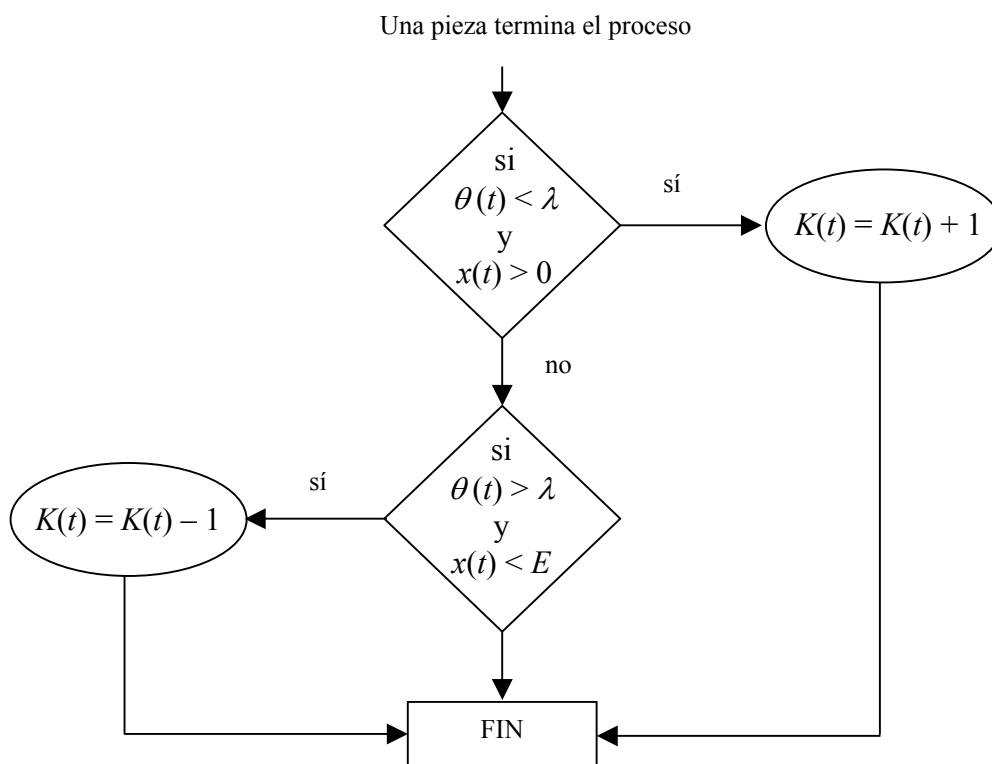 Una pieza termina el proceso
si
θ (t) < λ
y
x(t) > 0
sí
K(t) = K(t) + 1
no
si
θ (t) > λ
y
x(t) < E
sí
K(t) = K(t) – 1
FIN